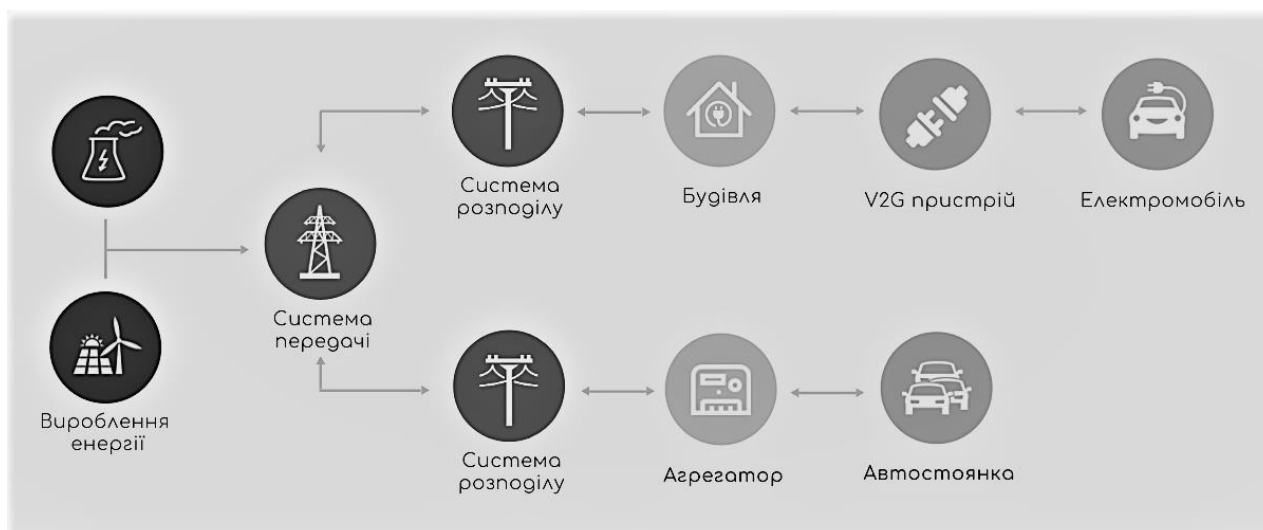 Вироблення
енергії
Система
передачі
Система
розподілу
Будівля
V2G пристрій
Електромобіль
Система
розподілу
Агрегатор
Автостоянка